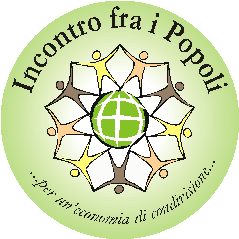 Incontro fra i Popoli
...per un'economia di condivisione...